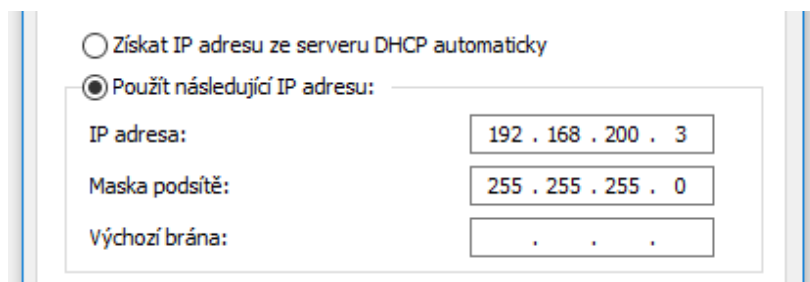 Získat IP adresu ze serveru DHCP automaticky
Použít následující IP adresu:
IP adresa: 192 . 168 . 200 . 3
Maska podsítě: 255 . 255 . 255 . 0
Výchozí brána: . . .